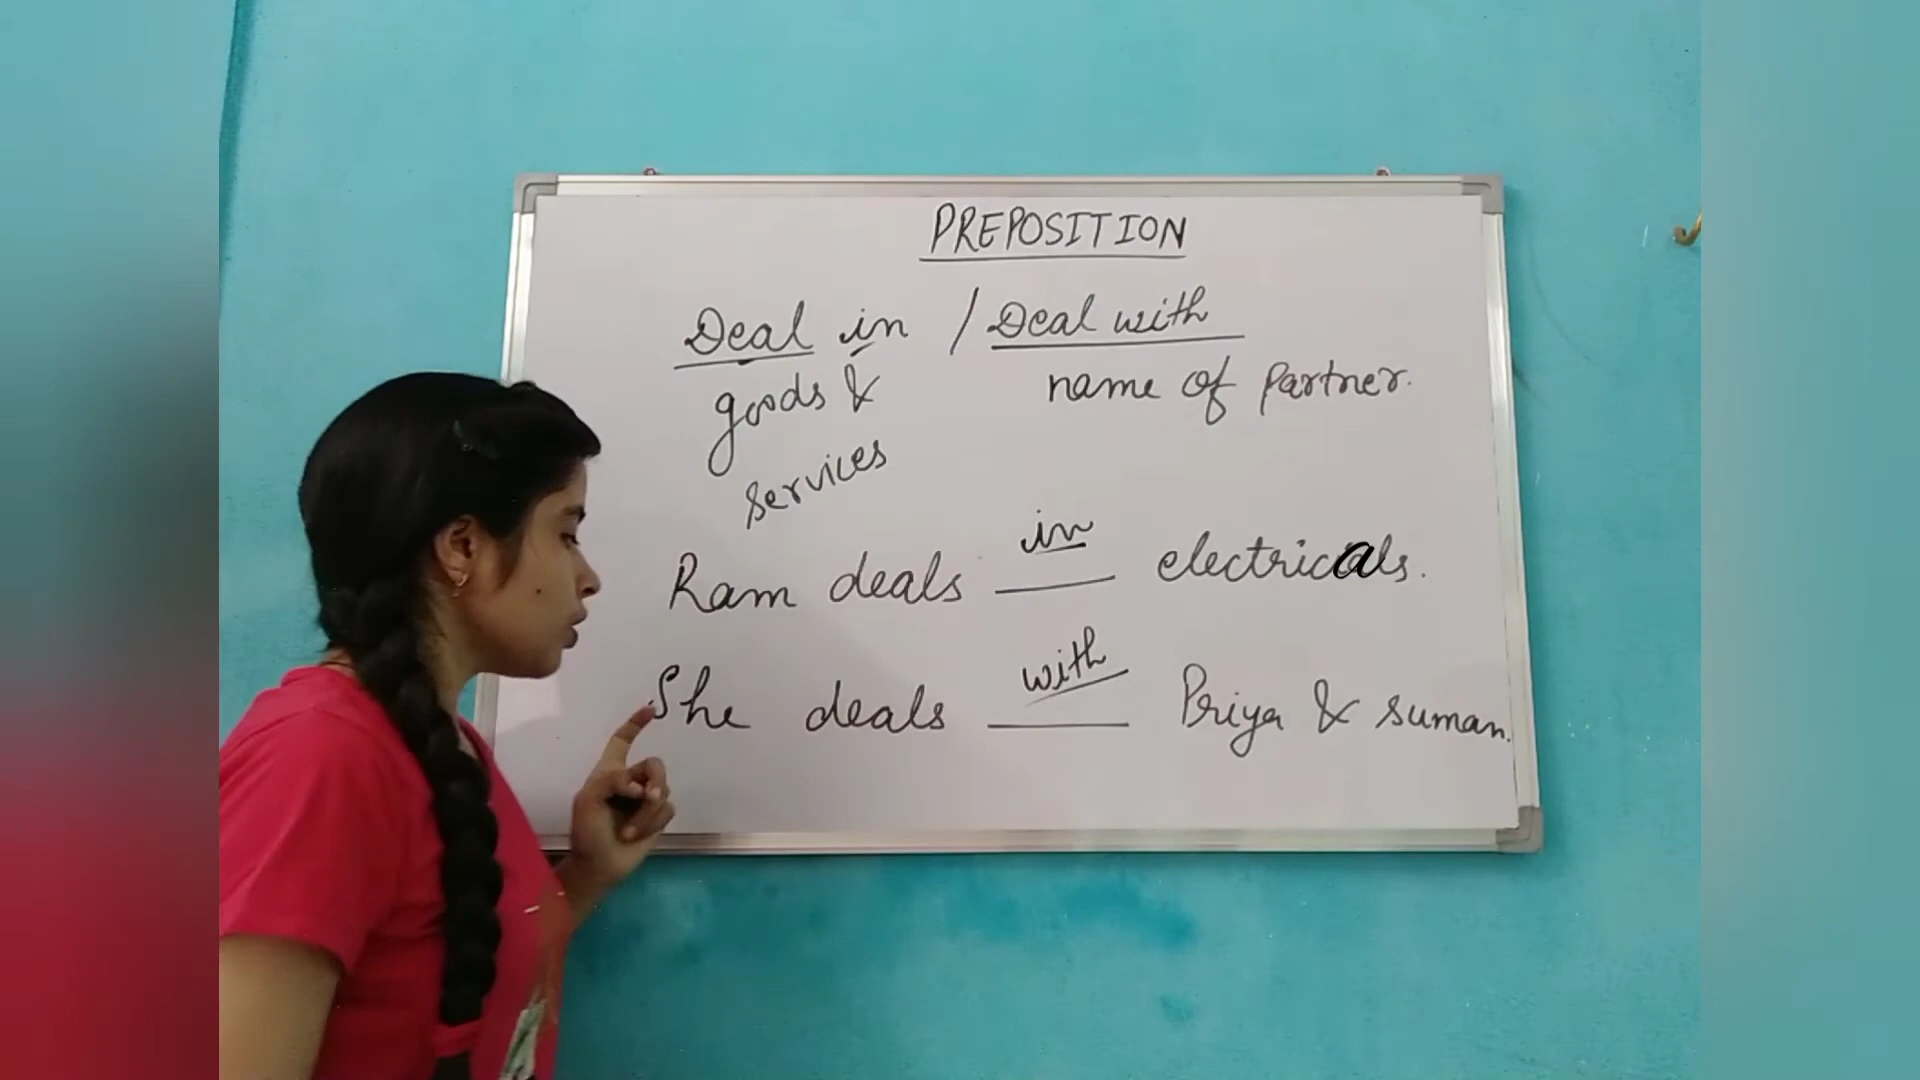 PREPOSITION
Deal in / Deal with
goods & name of partner.
services
Ram deals in electricals.
She deals with Priya & suman.